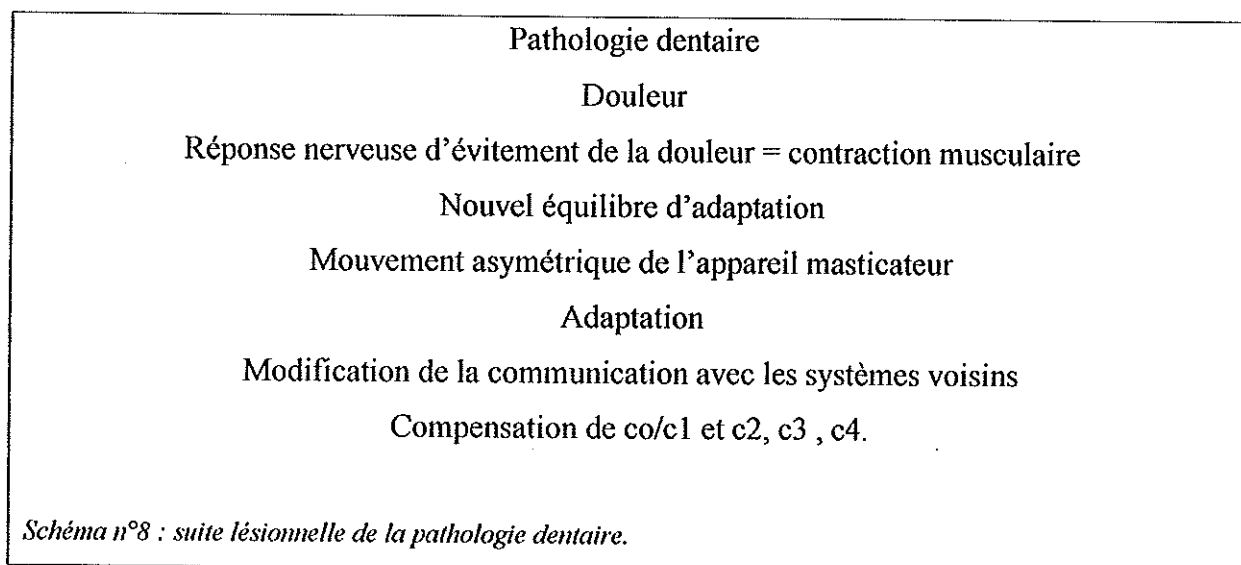 Pathologie dentaire
Douleur
Réponse nerveuse d'évitement de la douleur = contraction musculaire
Nouvel équilibre d'adaptation
Mouvement asymétrique de l'appareil masticateur
Adaptation
Modification de la communication avec les systèmes voisins
Compensation de co/c1 et c2, c3 , c4.
Schéma n°8 : suite lésionnelle de la pathologie dentaire.